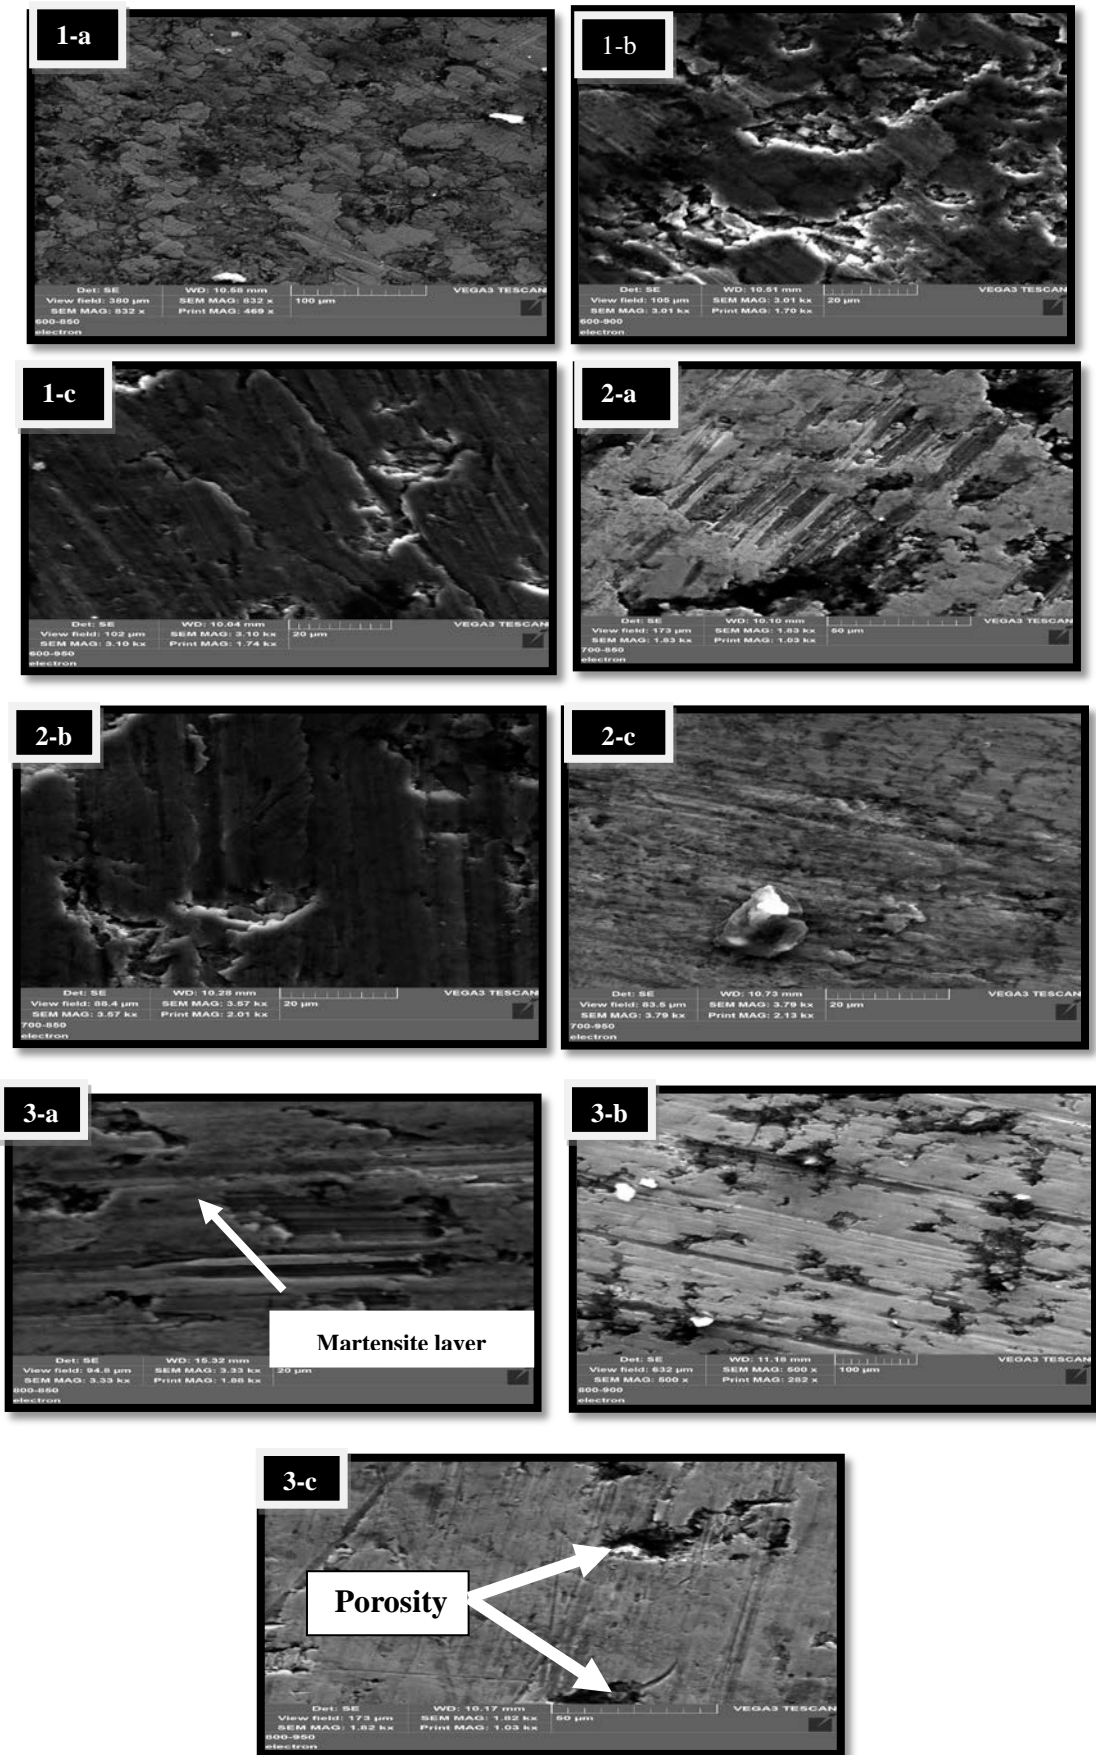 1-a
Det: SE WD: 10.58 mm
View field: 380 µm SEM MAG: 832 x 100 µm VEGA3 TESCAN
SEM MAG: 832 x Print MAG: 469 x
600-850
electron
1-b
Det: SE WD: 10.51 mm
View field: 105 µm SEM MAG: 3.01 kx 20 µm VEGA3 TESCAN
SEM MAG: 3.01 kx Print MAG: 1.70 kx
600-900
electron
1-c
Det: SE WD: 10.04 mm
View field: 102 µm SEM MAG: 3.10 kx 20 µm VEGA3 TESCAN
SEM MAG: 3.10 kx Print MAG: 1.74 kx
600-950
electron
2-a
Det: SE WD: 10.10 mm
View field: 173 µm SEM MAG: 1.83 kx 50 µm VEGA3 TESCAN
SEM MAG: 1.83 kx Print MAG: 1.03 kx
700-850
electron
2-b
Det: SE WD: 10.28 mm
View field: 88.4 µm SEM MAG: 3.57 kx 20 µm VEGA3 TESCAN
SEM MAG: 3.57 kx Print MAG: 2.01 kx
700-850
electron
2-c
Det: SE WD: 10.73 mm
View field: 83.5 µm SEM MAG: 3.79 kx 20 µm VEGA3 TESCAN
SEM MAG: 3.79 kx Print MAG: 2.13 kx
700-950
electron
3-a
Martensite layer
Det: SE WD: 15.32 mm
View field: 94.8 µm SEM MAG: 3.33 kx 20 µm
SEM MAG: 3.33 kx Print MAG: 1.88 kx
800-850
electron
3-b
Det: SE WD: 11.18 mm
View field: 632 µm SEM MAG: 500 x 100 µm VEGA3 TESCAN
SEM MAG: 500 x Print MAG: 282 x
800-900
electron
3-c
Porosity
Det: SE WD: 10.17 mm
View field: 173 µm SEM MAG: 1.82 kx 50 µm VEGA3 TESCAN
SEM MAG: 1.82 kx Print MAG: 1.03 kx
800-950
electron